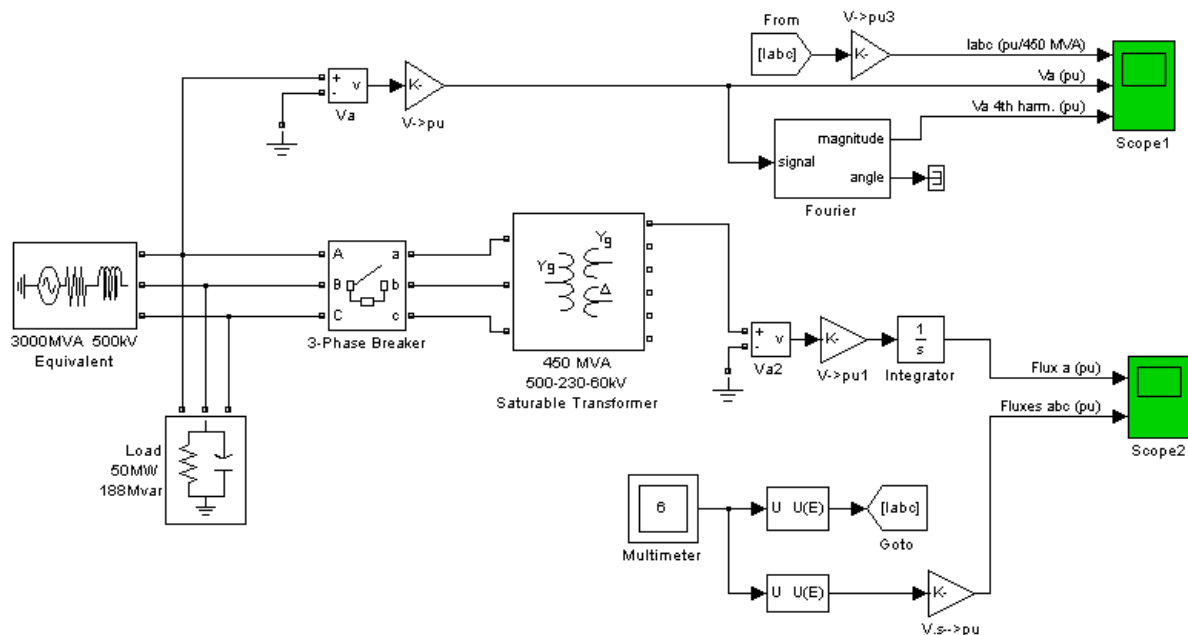 From
V->pu3
[Iabc]
K-
Iabc (pu/450 MVA)
Va (pu)
Va 4th harm. (pu)
Scope1
+
-
v
Va
K-
V->pu
signal
magnitude
angle
Fourier
3000MVA 500kV
Equivalent
A
B
C
a
b
c
3-Phase Breaker
Yg
Yg
Δ
450 MVA
500-230-60kV
Saturable Transformer
+
-
v
Va2
K-
V->pu1
1
s
Integrator
Flux a (pu)
Fluxes abc (pu)
Scope2
Load
50MW
188Mvar
6
Multimeter
U U(E)
[Iabc]
Goto
U U(E)
K-
V.s-->pu